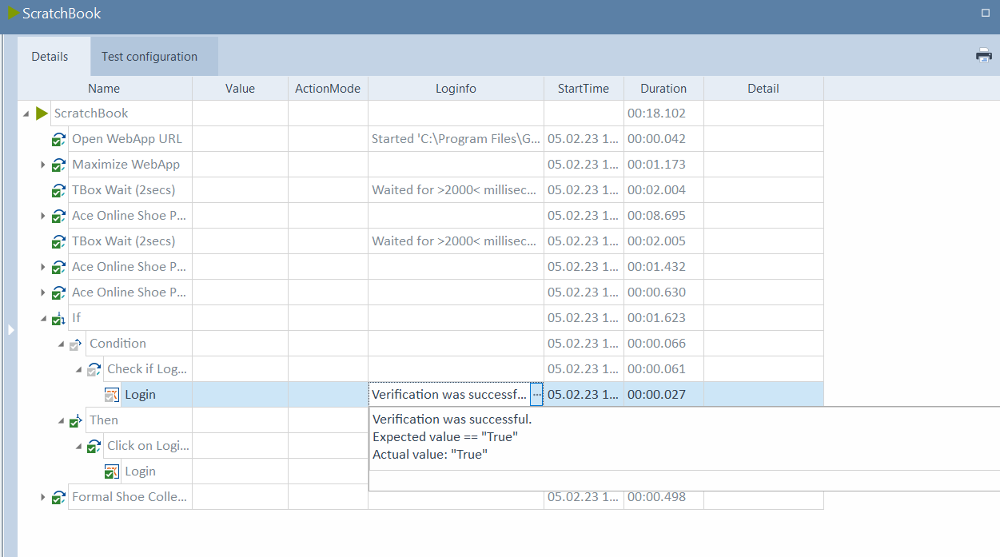 ScratchBook
Details Test configuration
Name Value ActionMode Loginfo StartTime Duration Detail
ScratchBook 00:18.102
Open WebApp URL Started 'C:\Program Files\G... 05.02.23 1... 00:00.042
Maximize WebApp 05.02.23 1... 00:01.173
TBox Wait (2secs) Waited for >2000< millisec... 05.02.23 1... 00:02.004
Ace Online Shoe P... 05.02.23 1... 00:08.695
TBox Wait (2secs) Waited for >2000< millisec... 05.02.23 1... 00:02.005
Ace Online Shoe P... 05.02.23 1... 00:01.432
Ace Online Shoe P... 05.02.23 1... 00:00.630
If 05.02.23 1... 00:01.623
Condition 05.02.23 1... 00:00.066
Check if Log... 05.02.23 1... 00:00.061
Login Verification was successf... ... 05.02.23 1... 00:00.027
Then
Verification was successful.
Expected value == "True"
Click on Logi...
Actual value: "True"
Login
Formal Shoe Colle... 05.02.23 1... 00:00.498